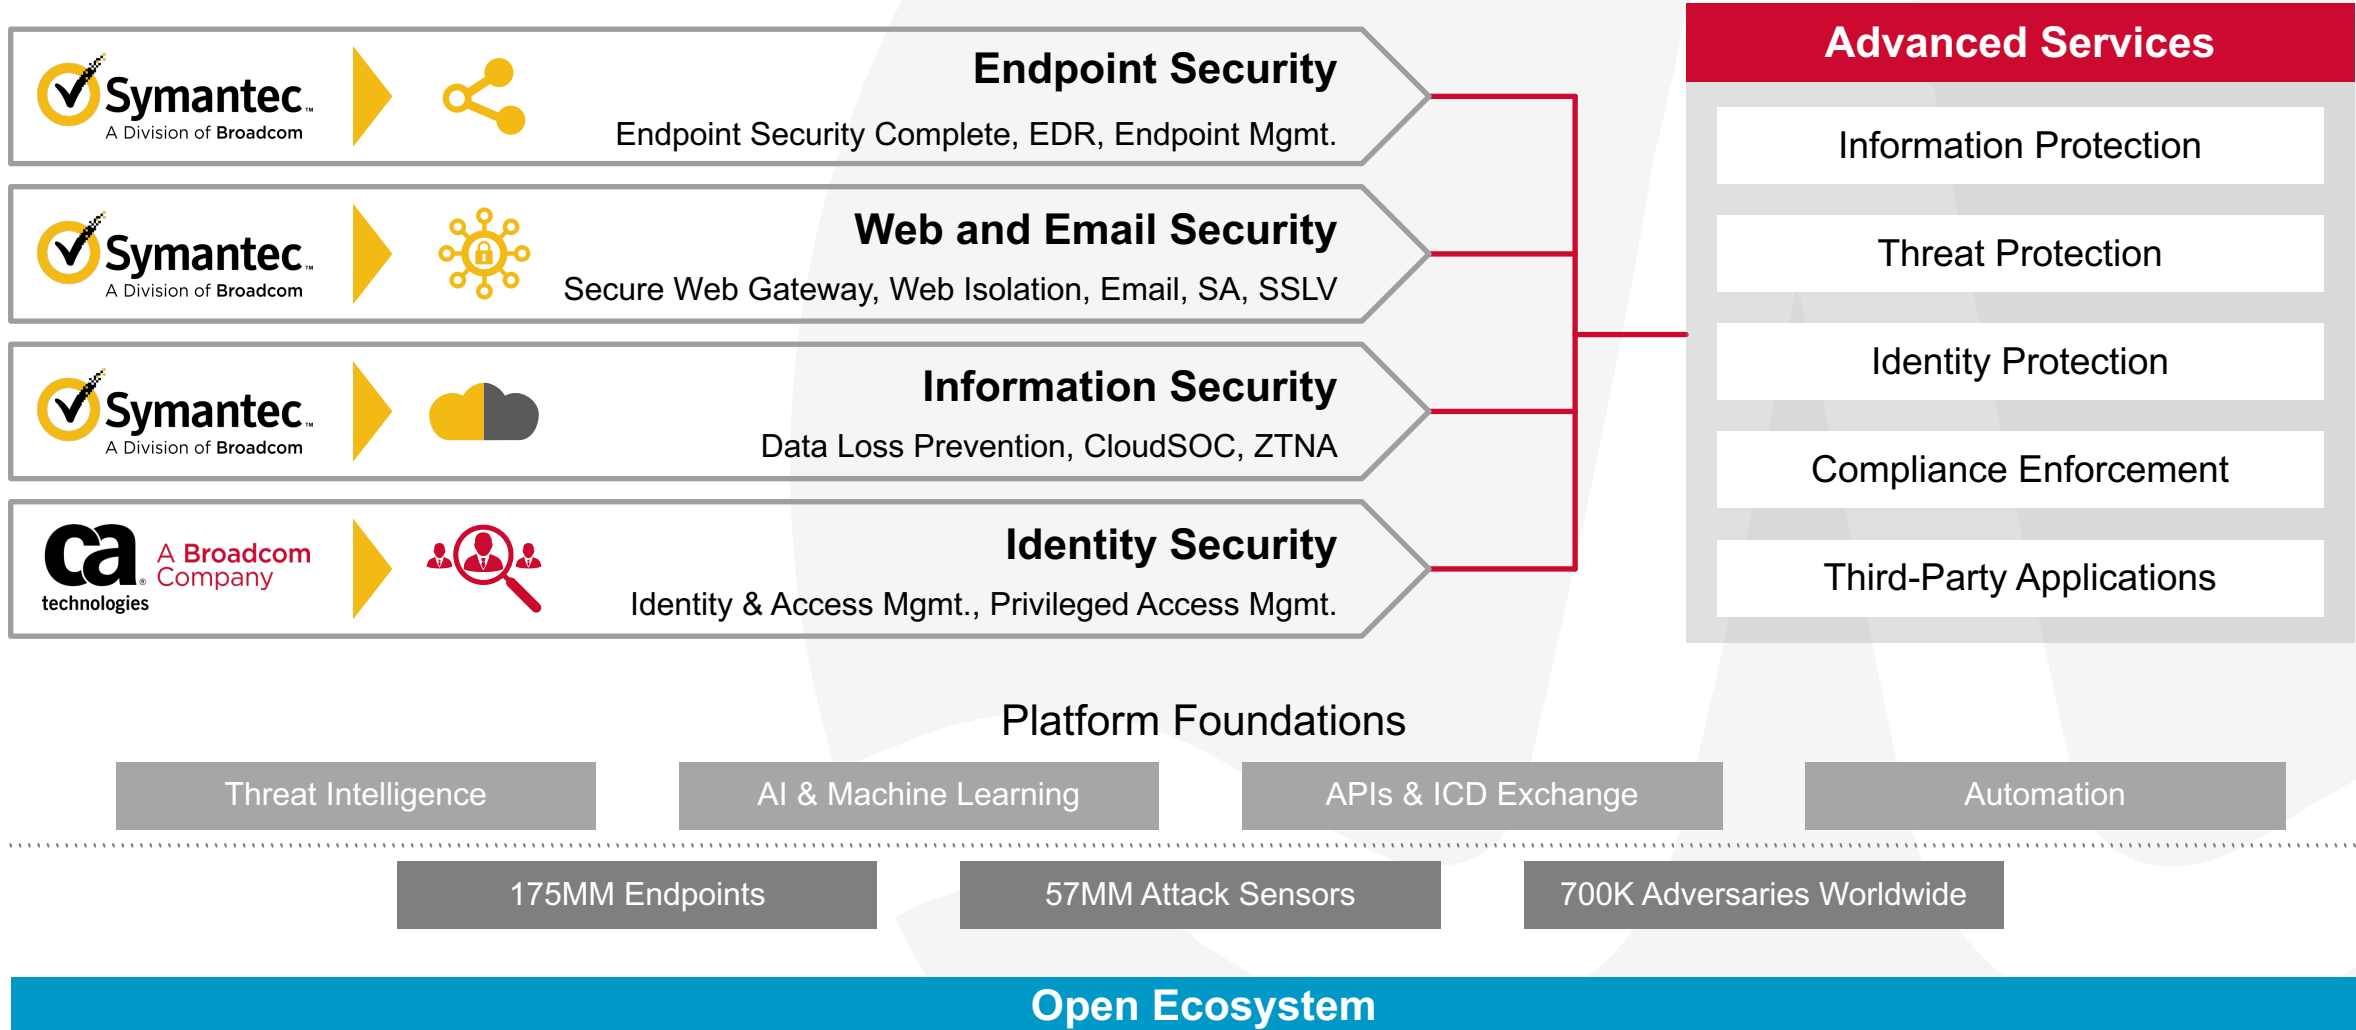 Symantec™
A Division of Broadcom
Endpoint Security
Endpoint Security Complete, EDR, Endpoint Mgmt.
Symantec™
A Division of Broadcom
Web and Email Security
Secure Web Gateway, Web Isolation, Email, SA, SSLV
Symantec™
A Division of Broadcom
Information Security
Data Loss Prevention, CloudSOC, ZTNA
ca®
technologies
A Broadcom
Company
Identity Security
Identity & Access Mgmt., Privileged Access Mgmt.
Advanced Services
Information Protection
Threat Protection
Identity Protection
Compliance Enforcement
Third-Party Applications
Platform Foundations
Threat Intelligence
AI & Machine Learning
APIs & ICD Exchange
Automation
175MM Endpoints
57MM Attack Sensors
700K Adversaries Worldwide
Open Ecosystem